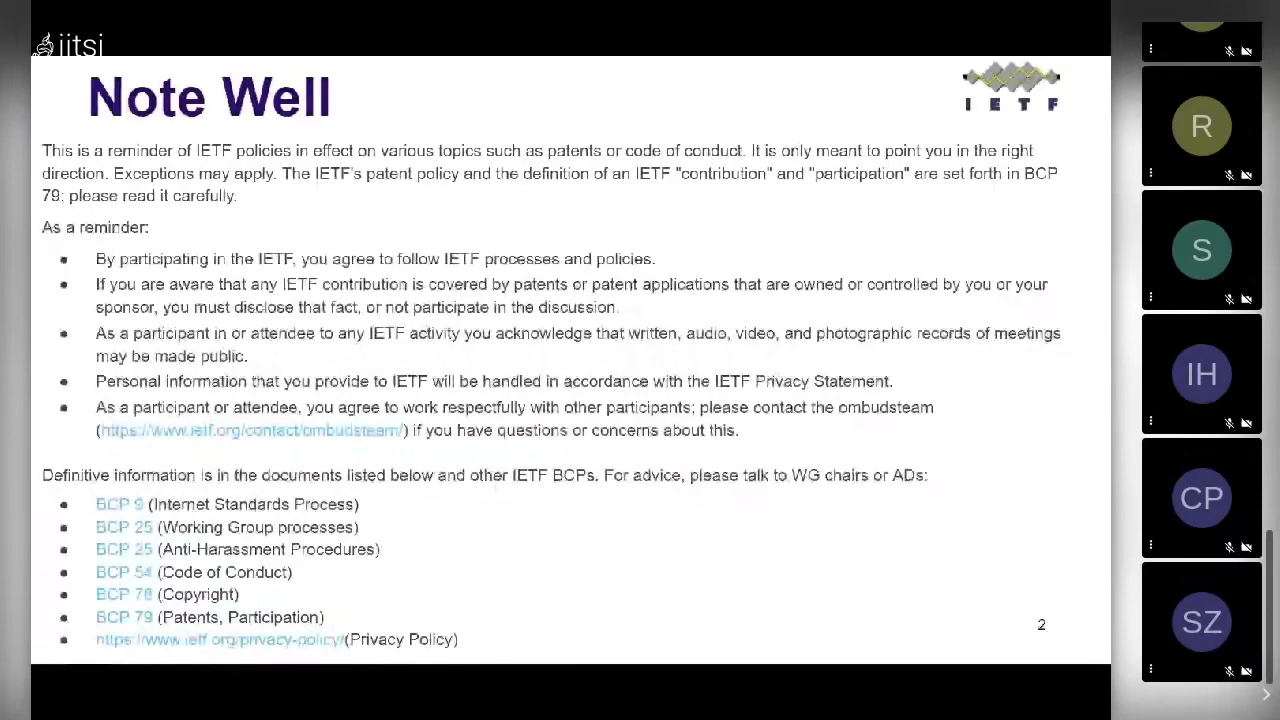 jitsi
Note Well
I E T F
This is a reminder of IETF policies in effect on various topics such as patents or code of conduct. It is only meant to point you in the right
direction. Exceptions may apply. The IETF's patent policy and the definition of an IETF "contribution" and "participation" are set forth in BCP
79; please read it carefully.
As a reminder:
● By participating in the IETF, you agree to follow IETF processes and policies.
● If you are aware that any IETF contribution is covered by patents or patent applications that are owned or controlled by you or your
sponsor, you must disclose that fact, or not participate in the discussion.
● As a participant in or attendee to any IETF activity you acknowledge that written, audio, video, and photographic records of meetings
may be made public.
● Personal information that you provide to IETF will be handled in accordance with the IETF Privacy Statement.
● As a participant or attendee, you agree to work respectfully with other participants; please contact the ombudsteam
(https://www.ietf.org/contact/ombudsteam/) if you have questions or concerns about this.
Definitive information is in the documents listed below and other IETF BCPs. For advice, please talk to WG chairs or ADs:
● BCP 9 (Internet Standards Process)
● BCP 25 (Working Group processes)
● BCP 25 (Anti-Harassment Procedures)
● BCP 54 (Code of Conduct)
● BCP 78 (Copyright)
● BCP 79 (Patents, Participation)
● https://www.ietf.org/privacy-policy/(Privacy Policy)
2
R
S
IH
CP
SZ